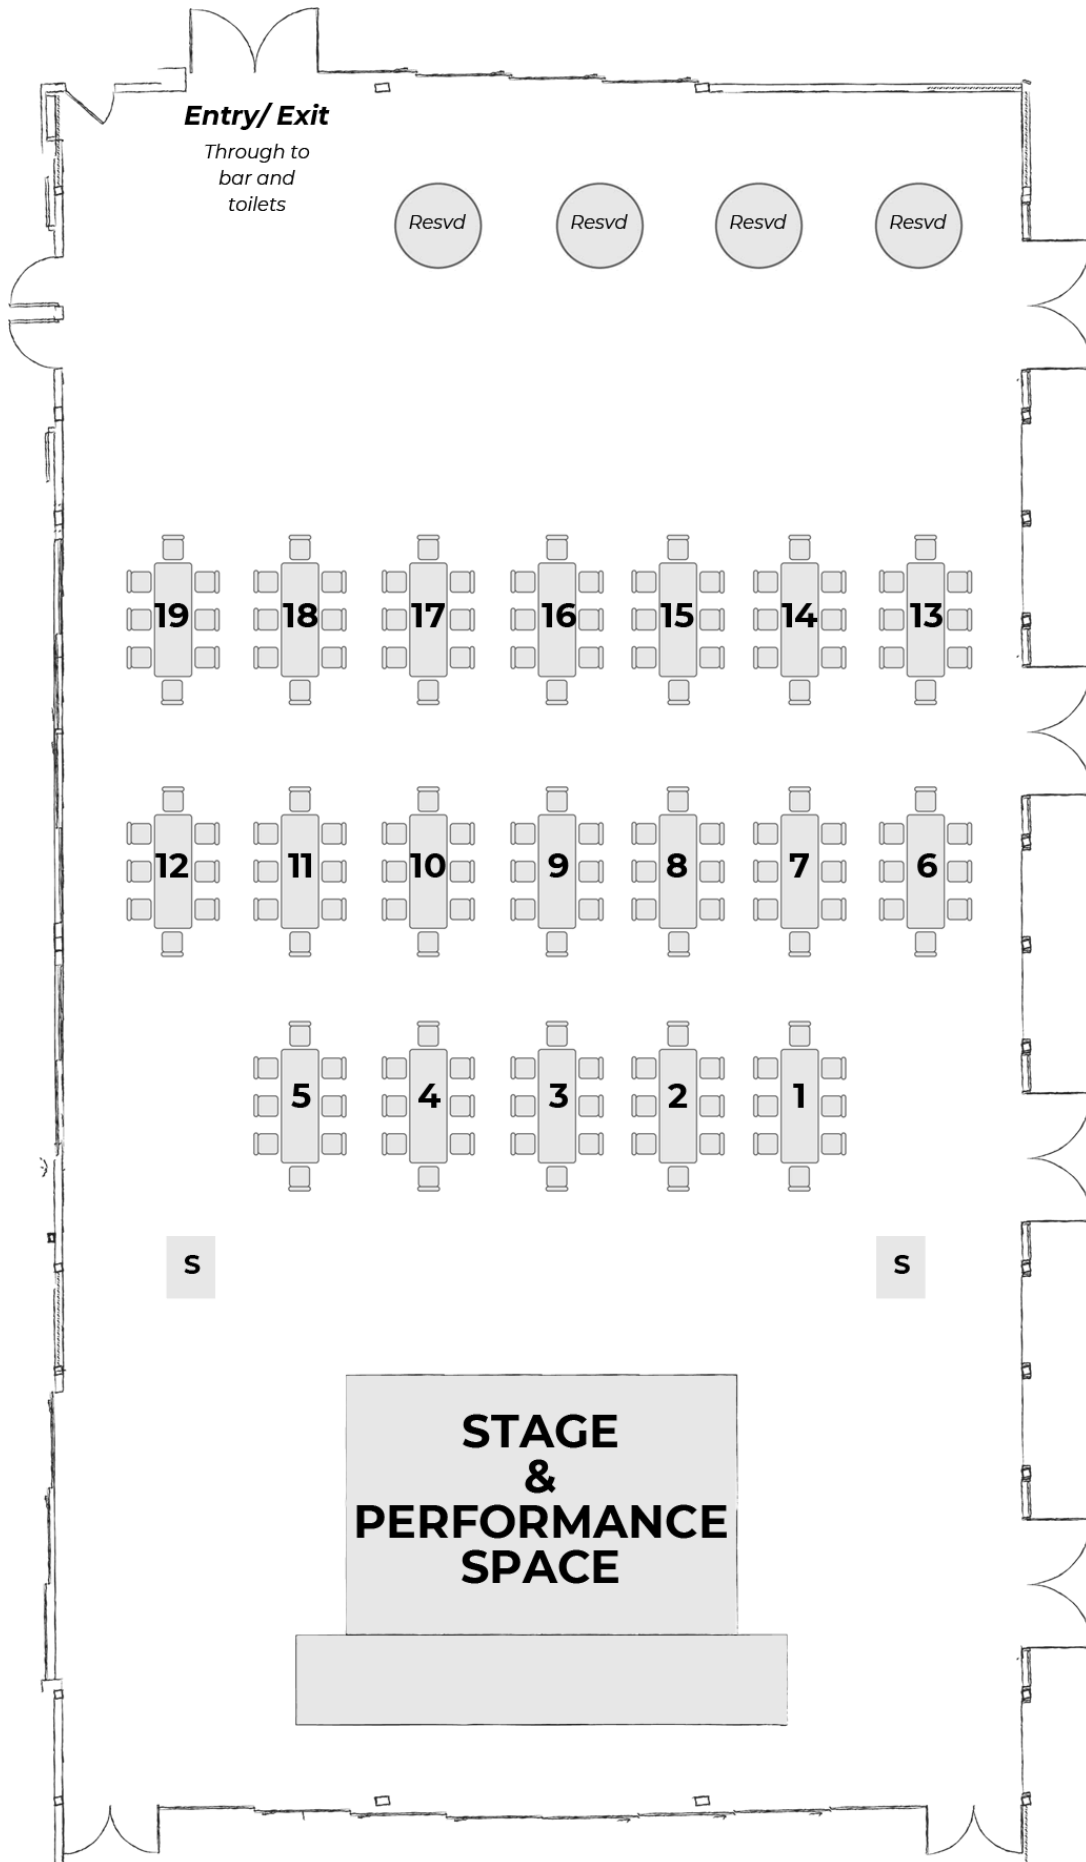 Entry/ Exit
Through to
bar and
toilets
Resvd Resvd Resvd Resvd
19 18 17 16 15 14 13
12 11 10 9 8 7 6
5 4 3 2 1
S S
STAGE
&
PERFORMANCE
SPACE